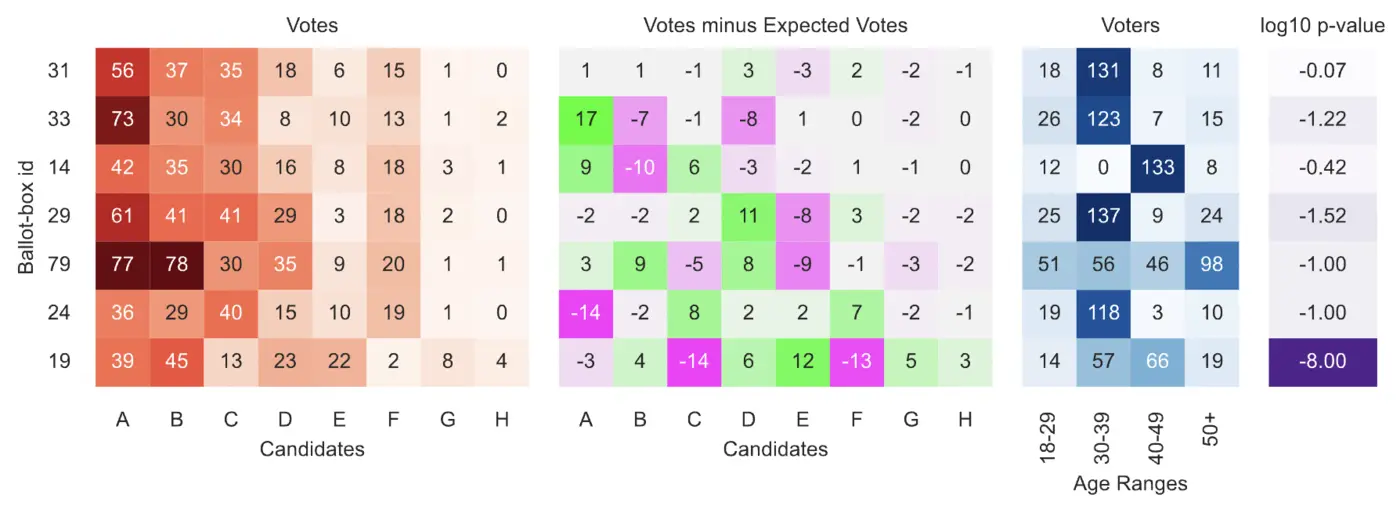 Votes Votes minus Expected Votes Voters log10 p-value
Ballot-box id
31 56 37 35 18 6 15 1 0 1 1 -1 3 -3 2 -2 -1 18 131 8 11 -0.07
33 73 30 34 8 10 13 1 2 17 -7 -1 -8 1 0 -2 0 26 123 7 15 -1.22
14 42 35 30 16 8 18 3 1 9 -10 6 -3 -2 1 -1 0 12 0 133 8 -0.42
29 61 41 41 29 3 18 2 0 -2 -2 2 11 -8 3 -2 -2 25 137 9 24 -1.52
79 77 78 30 35 9 20 1 1 3 9 -5 8 -9 -1 -3 -2 51 56 46 98 -1.00
24 36 29 40 15 10 19 1 0 -14 -2 8 2 2 7 -2 -1 19 118 3 10 -1.00
19 39 45 13 23 22 2 8 4 -3 4 -14 6 12 -13 5 3 14 57 66 19 -8.00
A B C D E F G H A B C D E F G H 18-29 30-39 40-49 50+
Candidates Candidates Age Ranges